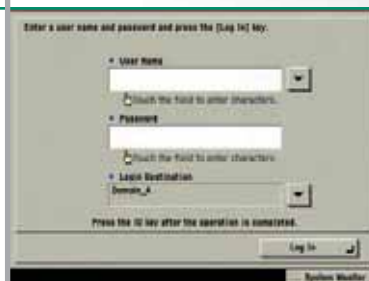 Enter a user name and password and press the [Log In] key.
User Name
Touch the field to enter characters.
Password
Touch the field to enter characters.
Login Destination
Domain_A
Press the ID key after the operation is completed.
Log In
System Monitor